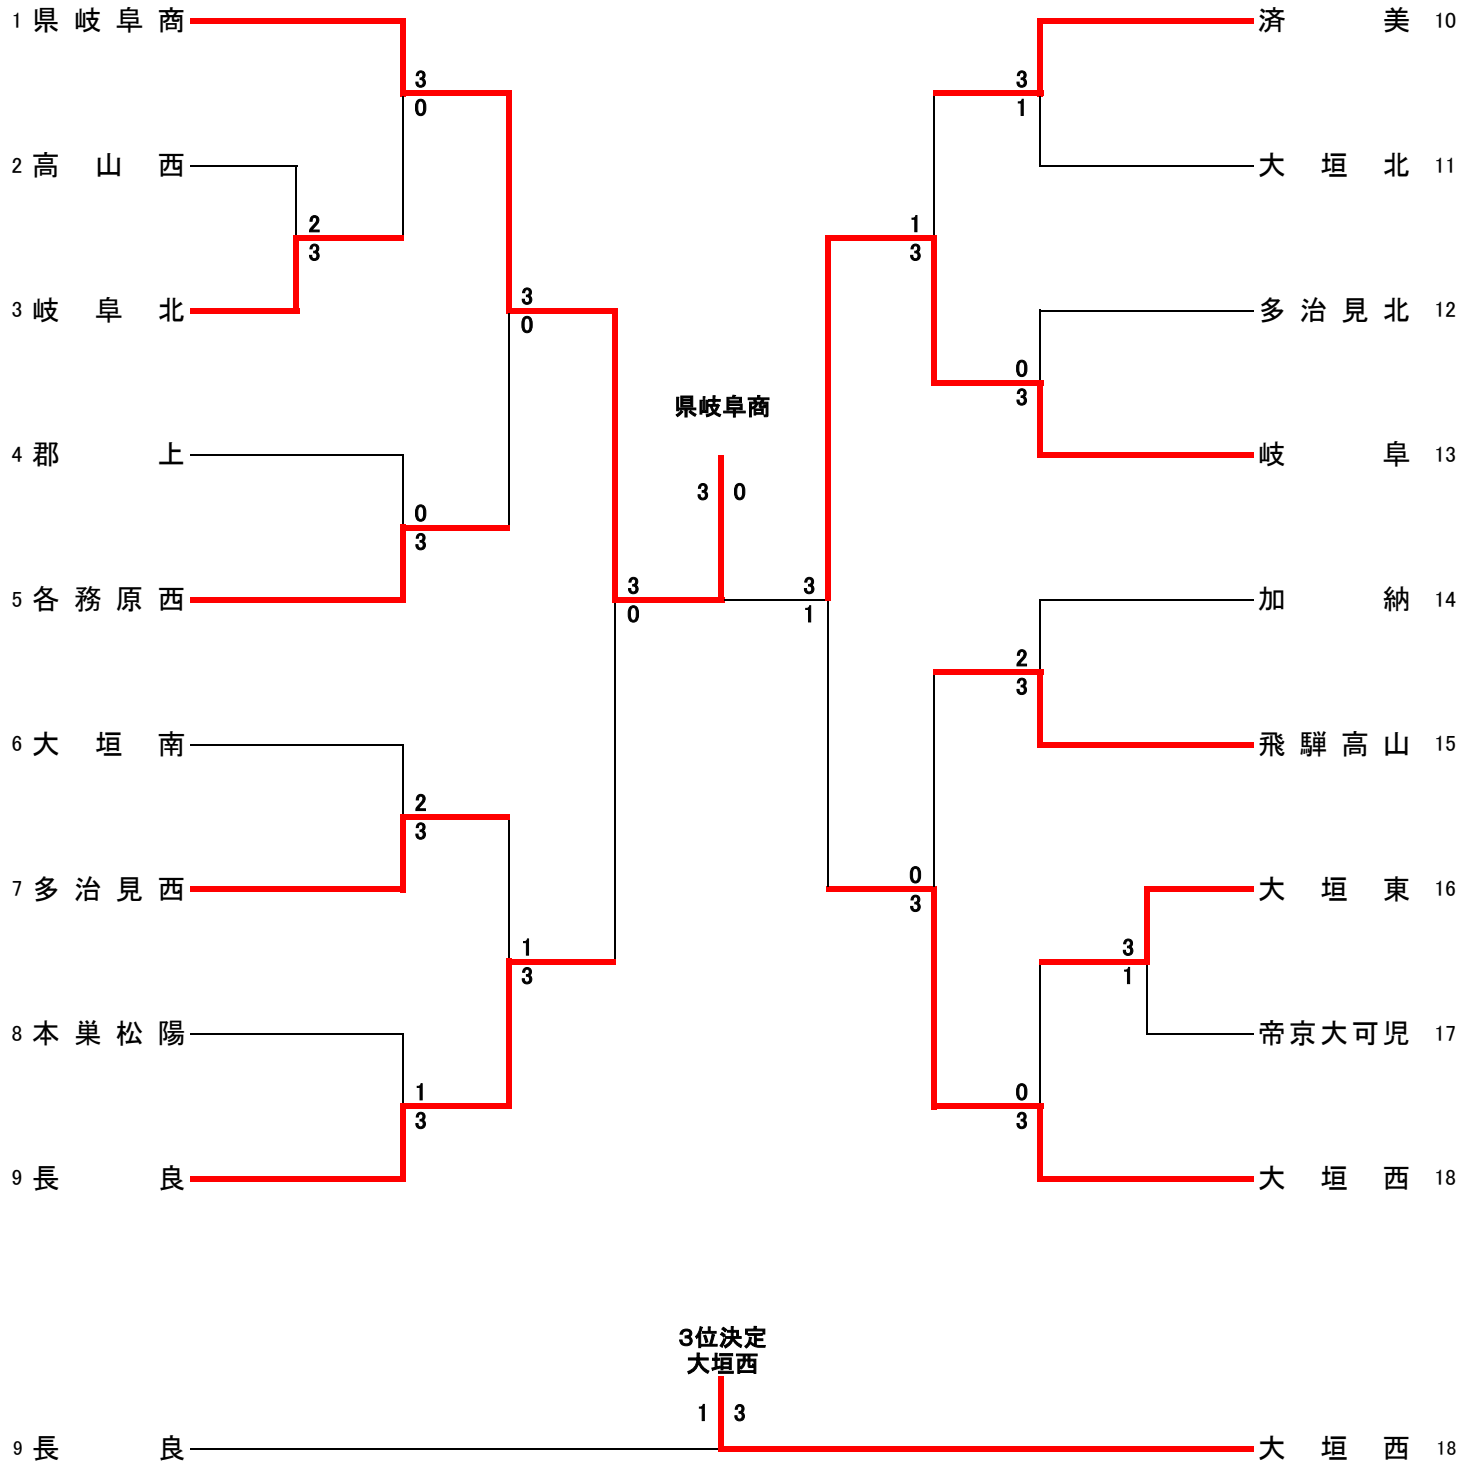 1 県岐阜商
3
0
2 高山西
2
3
3 岐阜北
3
0
4 郡上
0
3
5 各務原西
6 大垣南
2
3
7 多治見西
1
3
8 本巣松陽
1
3
9 長良
3
0
県岐阜商
3 0
3
1
済美 10
3
1
大垣北 11
1
3
多治見北 12
0
3
岐阜 13
加納 14
2
3
飛騨高山 15
0
3
大垣東 16
3
1
帝京大可児 17
0
3
大垣西 18
3位決定
大垣西
1 3
9 長良
大垣西 18